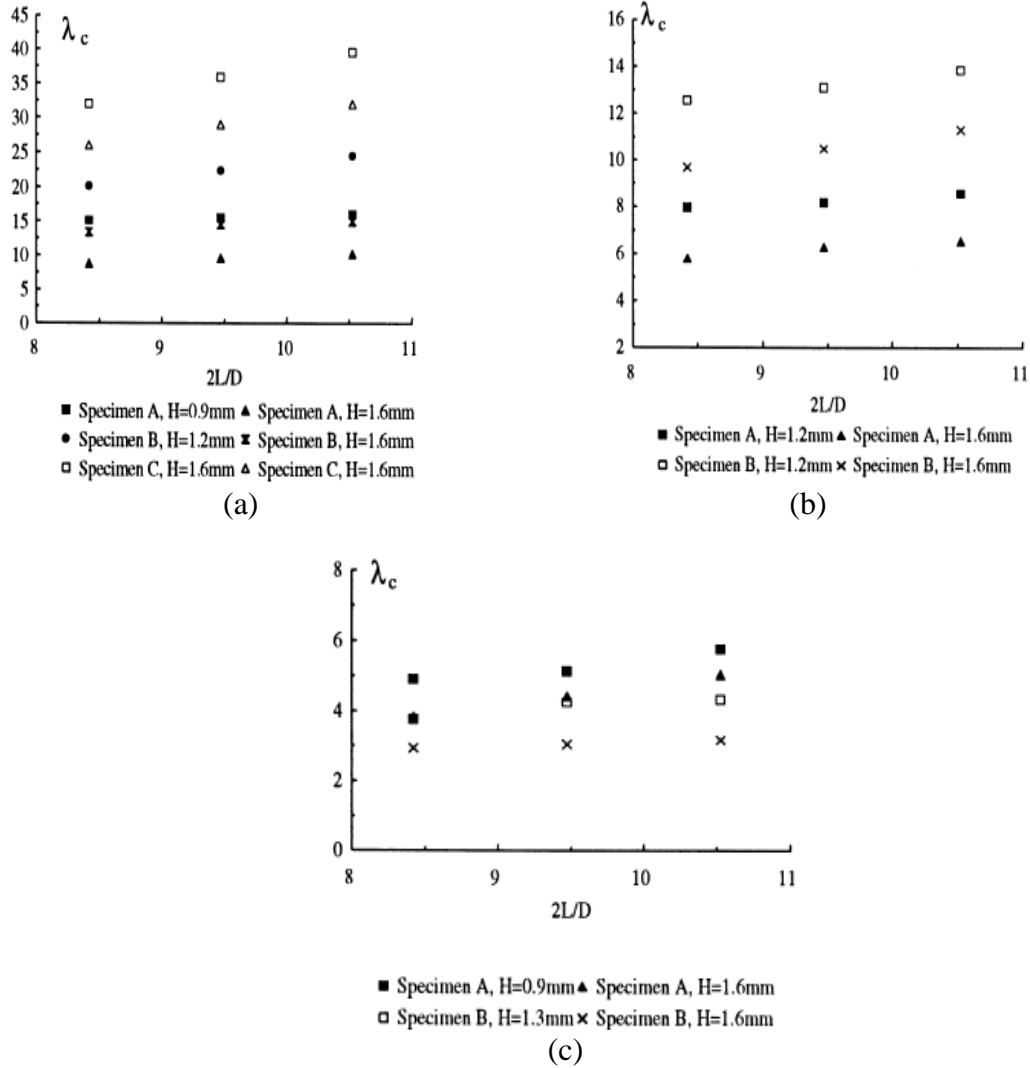 λc
45
40
35
30
25
20
15
10
5
0
8 9 10 11
2L/D
■ Specimen A, H=0.9mm ▲ Specimen A, H=1.6mm
● Specimen B, H=1.2mm ⧗ Specimen B, H=1.6mm
□ Specimen C, H=1.6mm △ Specimen C, H=1.6mm
(a)
λc
16
14
12
10
8
6
4
2
8 9 10 11
2L/D
■ Specimen A, H=1.2mm ▲ Specimen A, H=1.6mm
□ Specimen B, H=1.2mm × Specimen B, H=1.6mm
(b)
λc
8
6
4
2
0
8 9 10 11
2L/D
■ Specimen A, H=0.9mm ▲ Specimen A, H=1.6mm
□ Specimen B, H=1.3mm × Specimen B, H=1.6mm
(c)